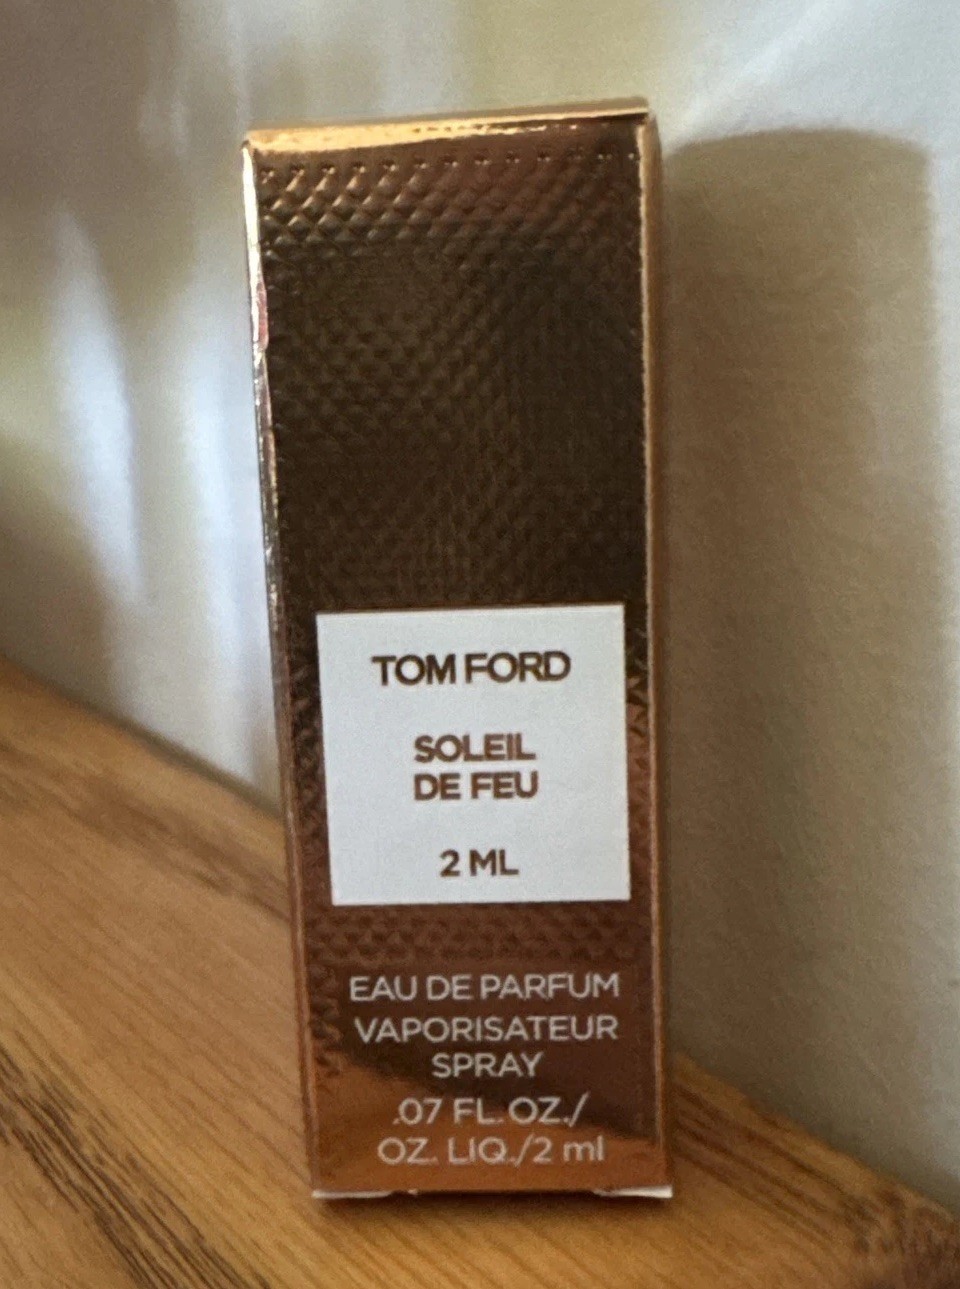 TOM FORD
SOLEIL
DE FEU
2 ML
EAU DE PARFUM
VAPORISATEUR
SPRAY
.07 FL. OZ./
OZ. LIQ./2 ml